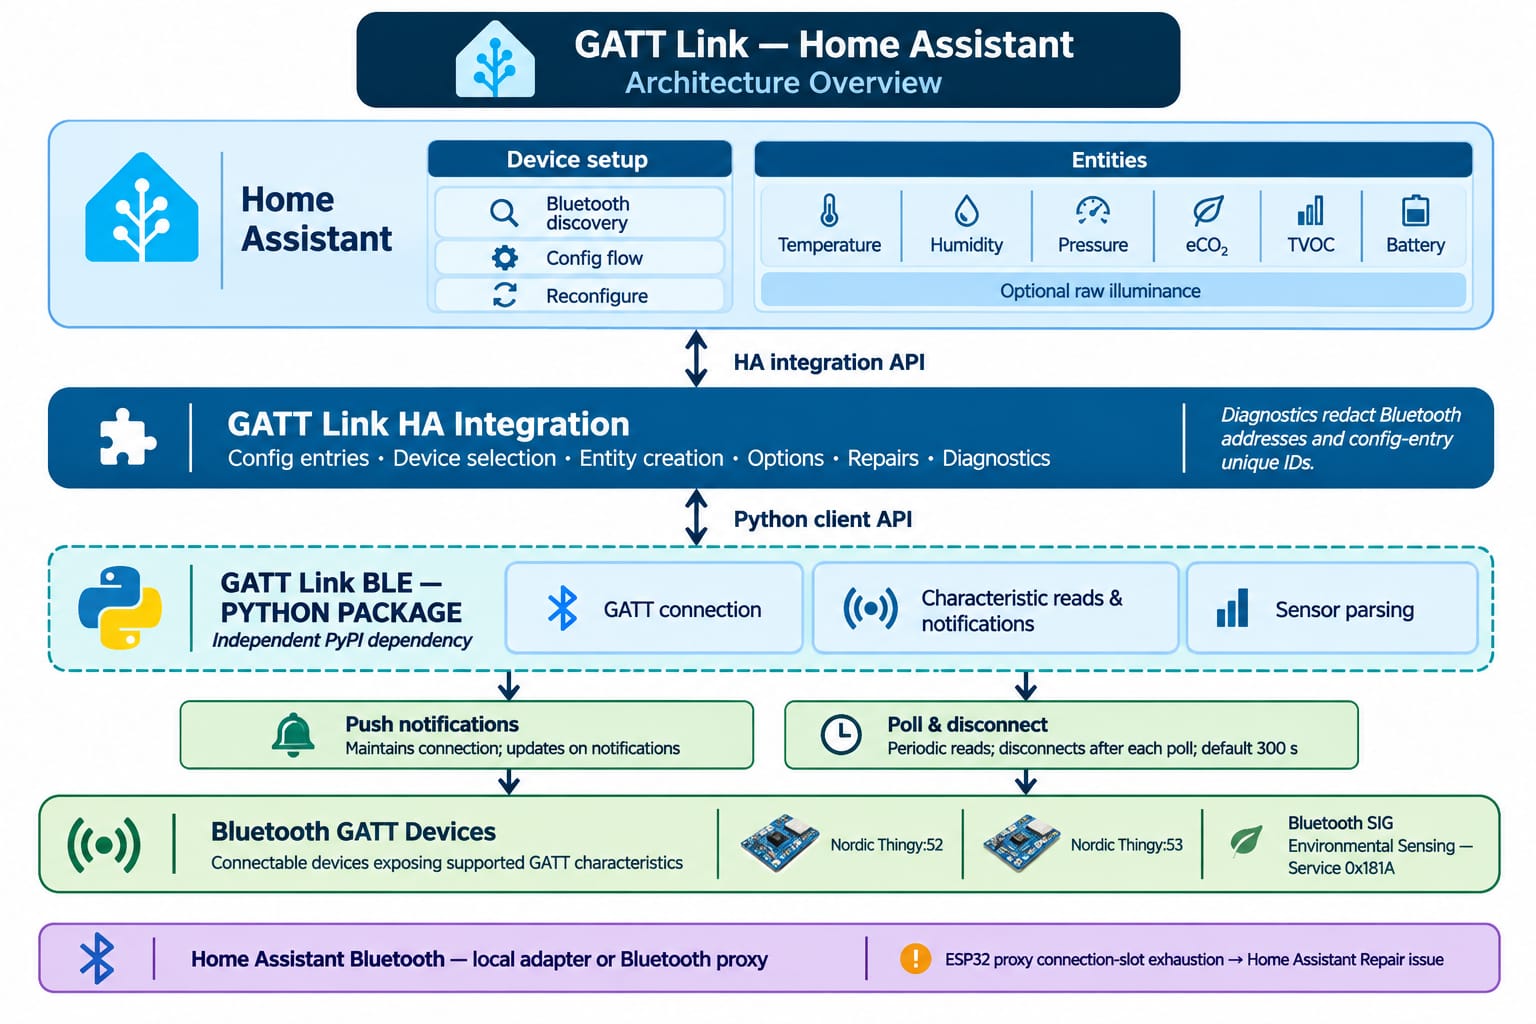 GATT Link — Home Assistant
Architecture Overview
Home
Assistant
Device setup
Bluetooth
discovery
Config flow
Reconfigure
Entities
Temperature
Humidity
Pressure
eCO₂
TVOC
Battery
Optional raw illuminance
HA integration API
GATT Link HA Integration
Config entries • Device selection • Entity creation • Options • Repairs • Diagnostics
Diagnostics redact Bluetooth
addresses and config-entry
unique IDs.
Python client API
GATT Link BLE —
PYTHON PACKAGE
Independent PyPI dependency
GATT connection
Characteristic reads &
notifications
Sensor parsing
Push notifications
Maintains connection; updates on notifications
Poll & disconnect
Periodic reads; disconnects after each poll; default 300 s
Bluetooth GATT Devices
Connectable devices exposing supported GATT characteristics
Nordic Thingy:52
Nordic Thingy:53
Bluetooth SIG
Environmental Sensing —
Service 0x181A
Home Assistant Bluetooth — local adapter or Bluetooth proxy
ESP32 proxy connection-slot exhaustion → Home Assistant Repair issue